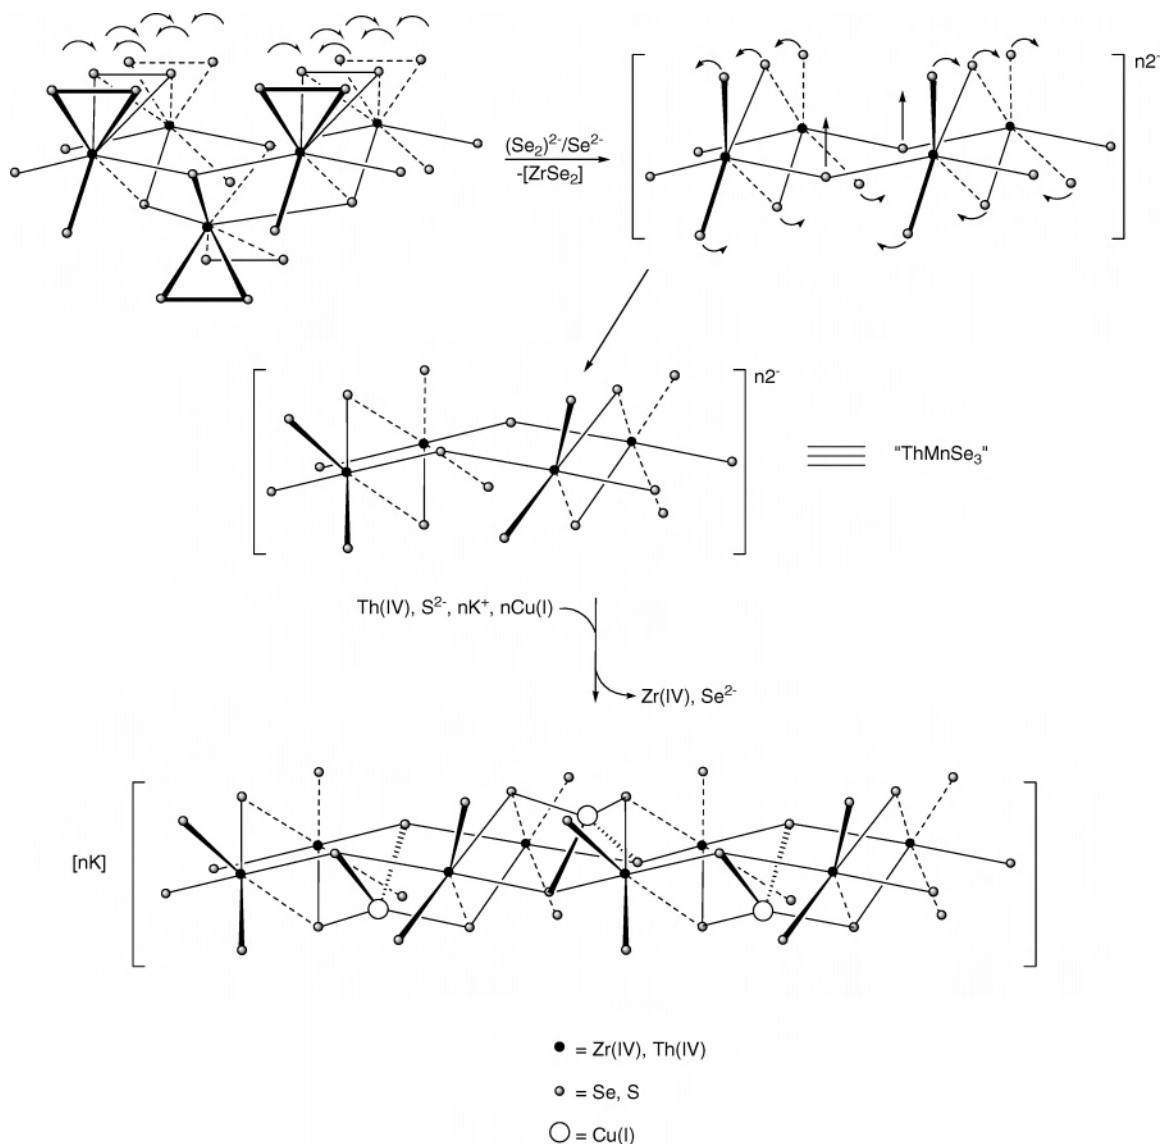 (Se₂)²⁻/Se²⁻
-[ZrSe₂]
n2-
n2-
"ThMnSe₃"
Th(IV), S²⁻, nK⁺, nCu(I)
Zr(IV), Se²⁻
[nK]
= Zr(IV), Th(IV)
= Se, S
= Cu(I)